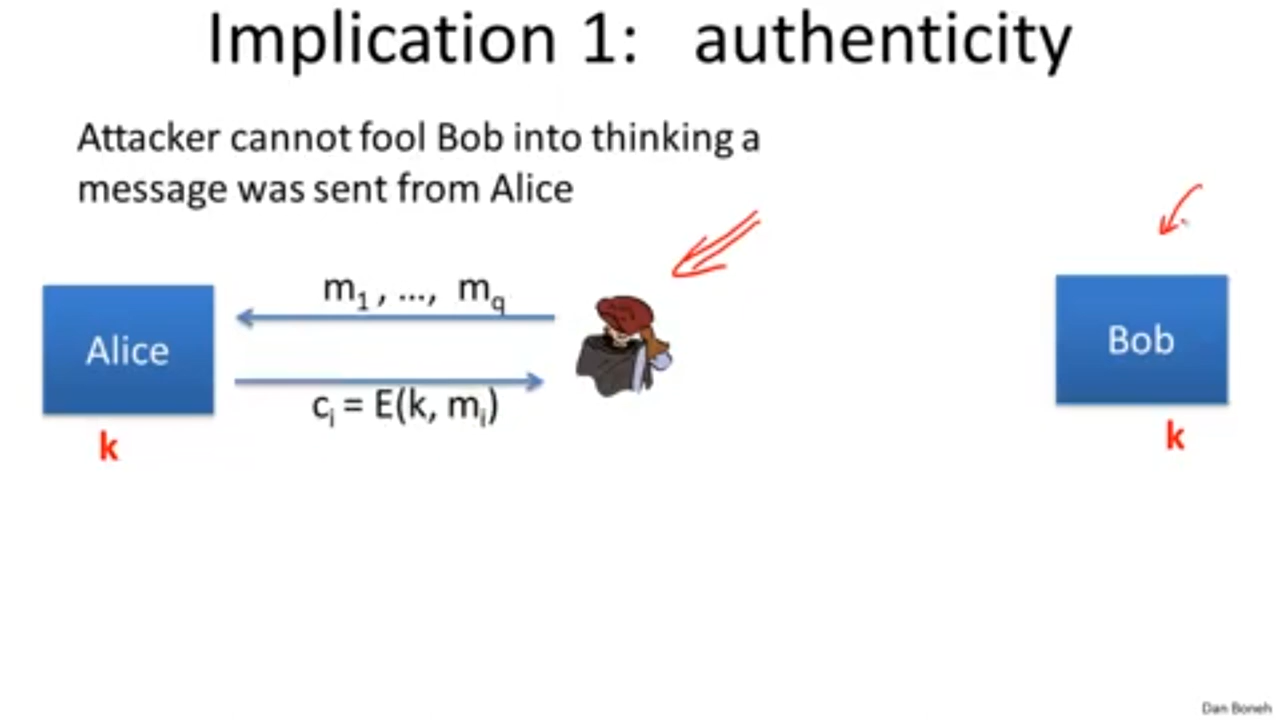 Implication 1: authenticity
Attacker cannot fool Bob into thinking a
message was sent from Alice
m₁ , ..., m_q
Alice
Bob
cᵢ = E(k, mᵢ)
k
k
Dan Boneh